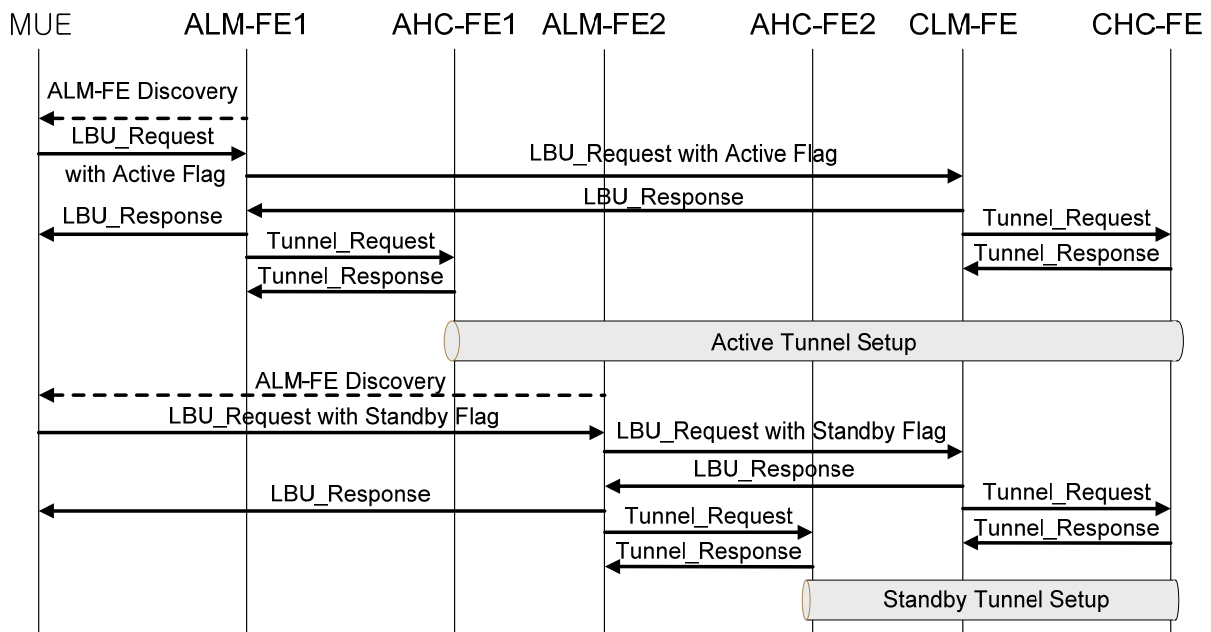 MUE ALM-FE1 AHC-FE1 ALM-FE2 AHC-FE2 CLM-FE CHC-FE
ALM-FE Discovery
LBU_Request
with Active Flag
LBU_Request with Active Flag
LBU_Response
LBU_Response
Tunnel_Request
Tunnel_Request
Tunnel_Response
Tunnel_Response
Active Tunnel Setup
ALM-FE Discovery
LBU_Request with Standby Flag
LBU_Request with Standby Flag
LBU_Response
LBU_Response
Tunnel_Request
Tunnel_Request
Tunnel_Response
Tunnel_Response
Standby Tunnel Setup